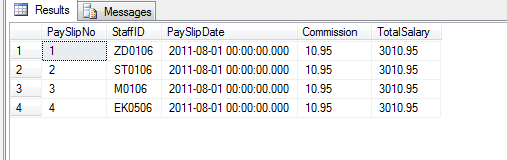 Results Messages
PaySlipNo StaffID PaySlipDate Commission TotalSalary
1 1 ZD0106 2011-08-01 00:00:00.000 10.95 3010.95
2 2 ST0106 2011-08-01 00:00:00.000 10.95 3010.95
3 3 M0106 2011-08-01 00:00:00.000 10.95 3010.95
4 4 EK0506 2011-08-01 00:00:00.000 10.95 3010.95